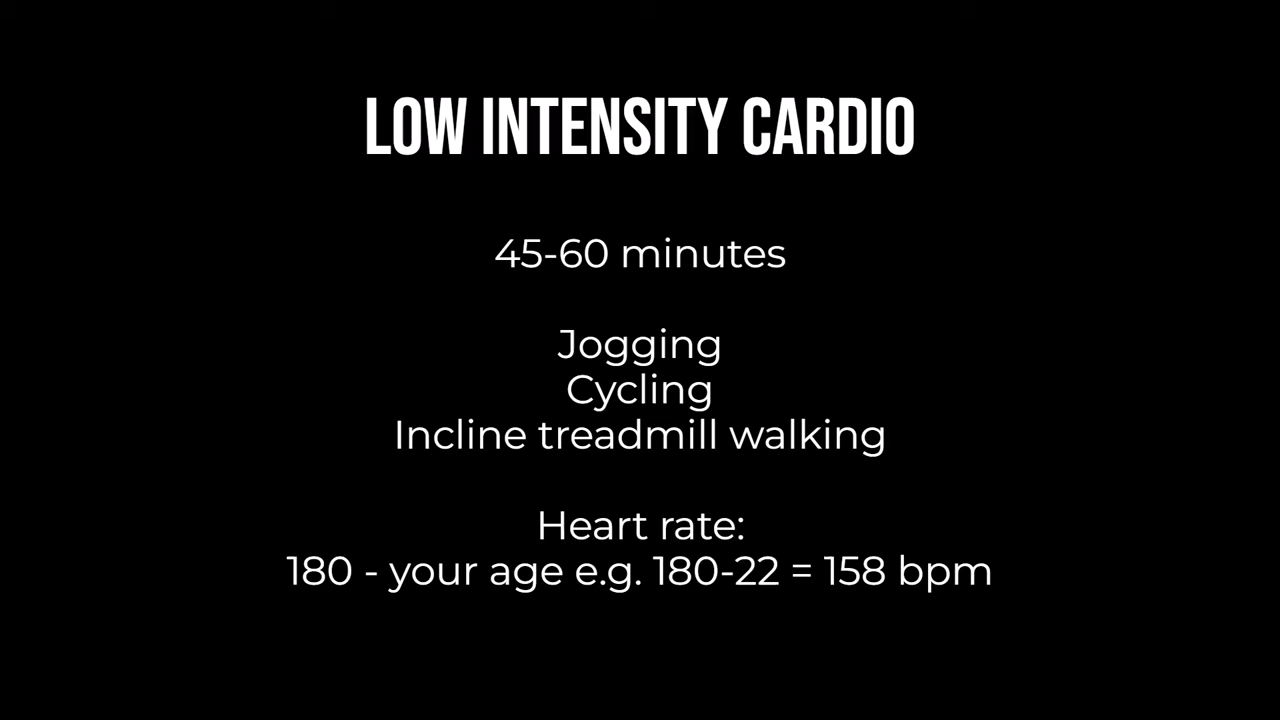 LOW INTENSITY CARDIO
45-60 minutes
Jogging
Cycling
Incline treadmill walking
Heart rate:
180 - your age e.g. 180-22 = 158 bpm